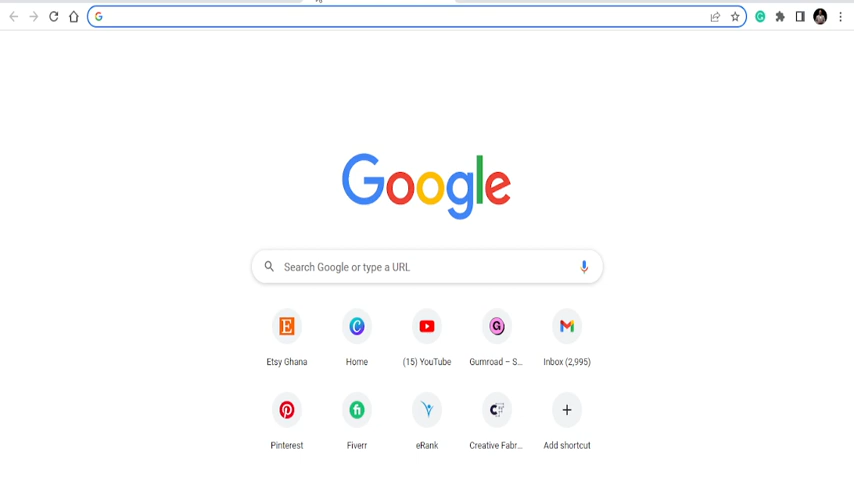 Google
Search Google or type a URL
Etsy Ghana
Home
(15) YouTube
Gumroad – S...
Inbox (2,995)
Pinterest
Fiverr
eRank
Creative Fabr...
Add shortcut